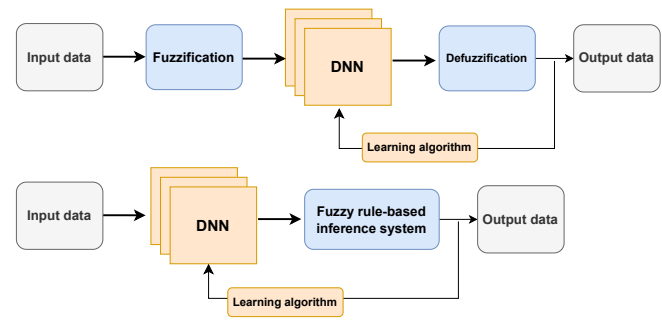 Input data
Fuzzification
DNN
Defuzzification
Output data
Learning algorithm
Input data
DNN
Fuzzy rule-based
inference system
Output data
Learning algorithm